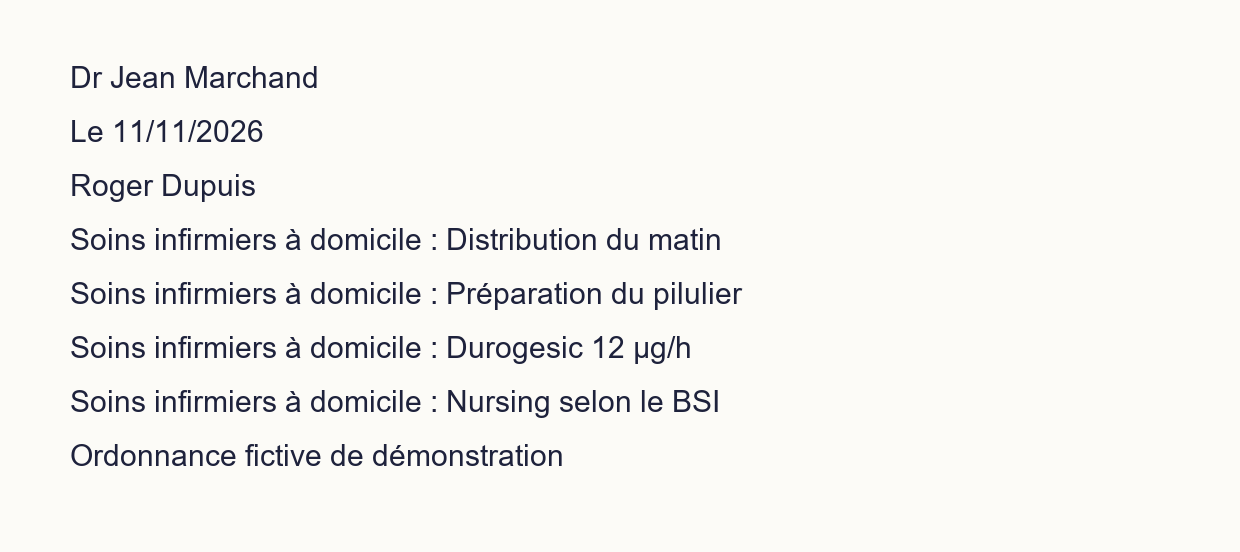 Dr Jean Marchand
Le 11/11/2026
Roger Dupuis
Soins infirmiers à domicile : Distribution du matin
Soins infirmiers à domicile : Préparation du pilulier
Soins infirmiers à domicile : Durogesic 12 µg/h
Soins infirmiers à domicile : Nursing selon le BSI
Ordonnance fictive de démonstration